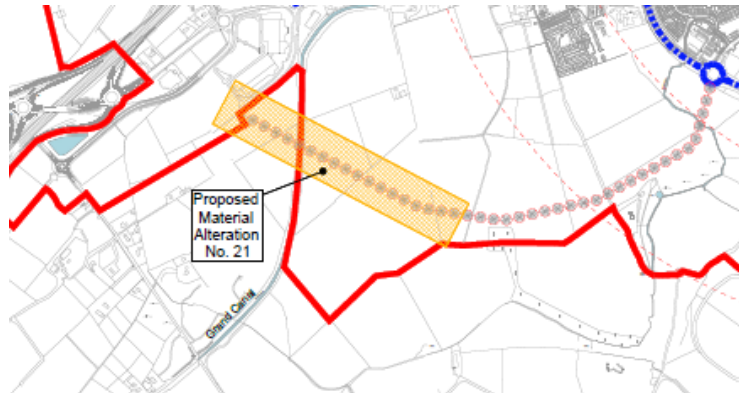 Proposed
Material
Alteration
No. 21
Grand Canal